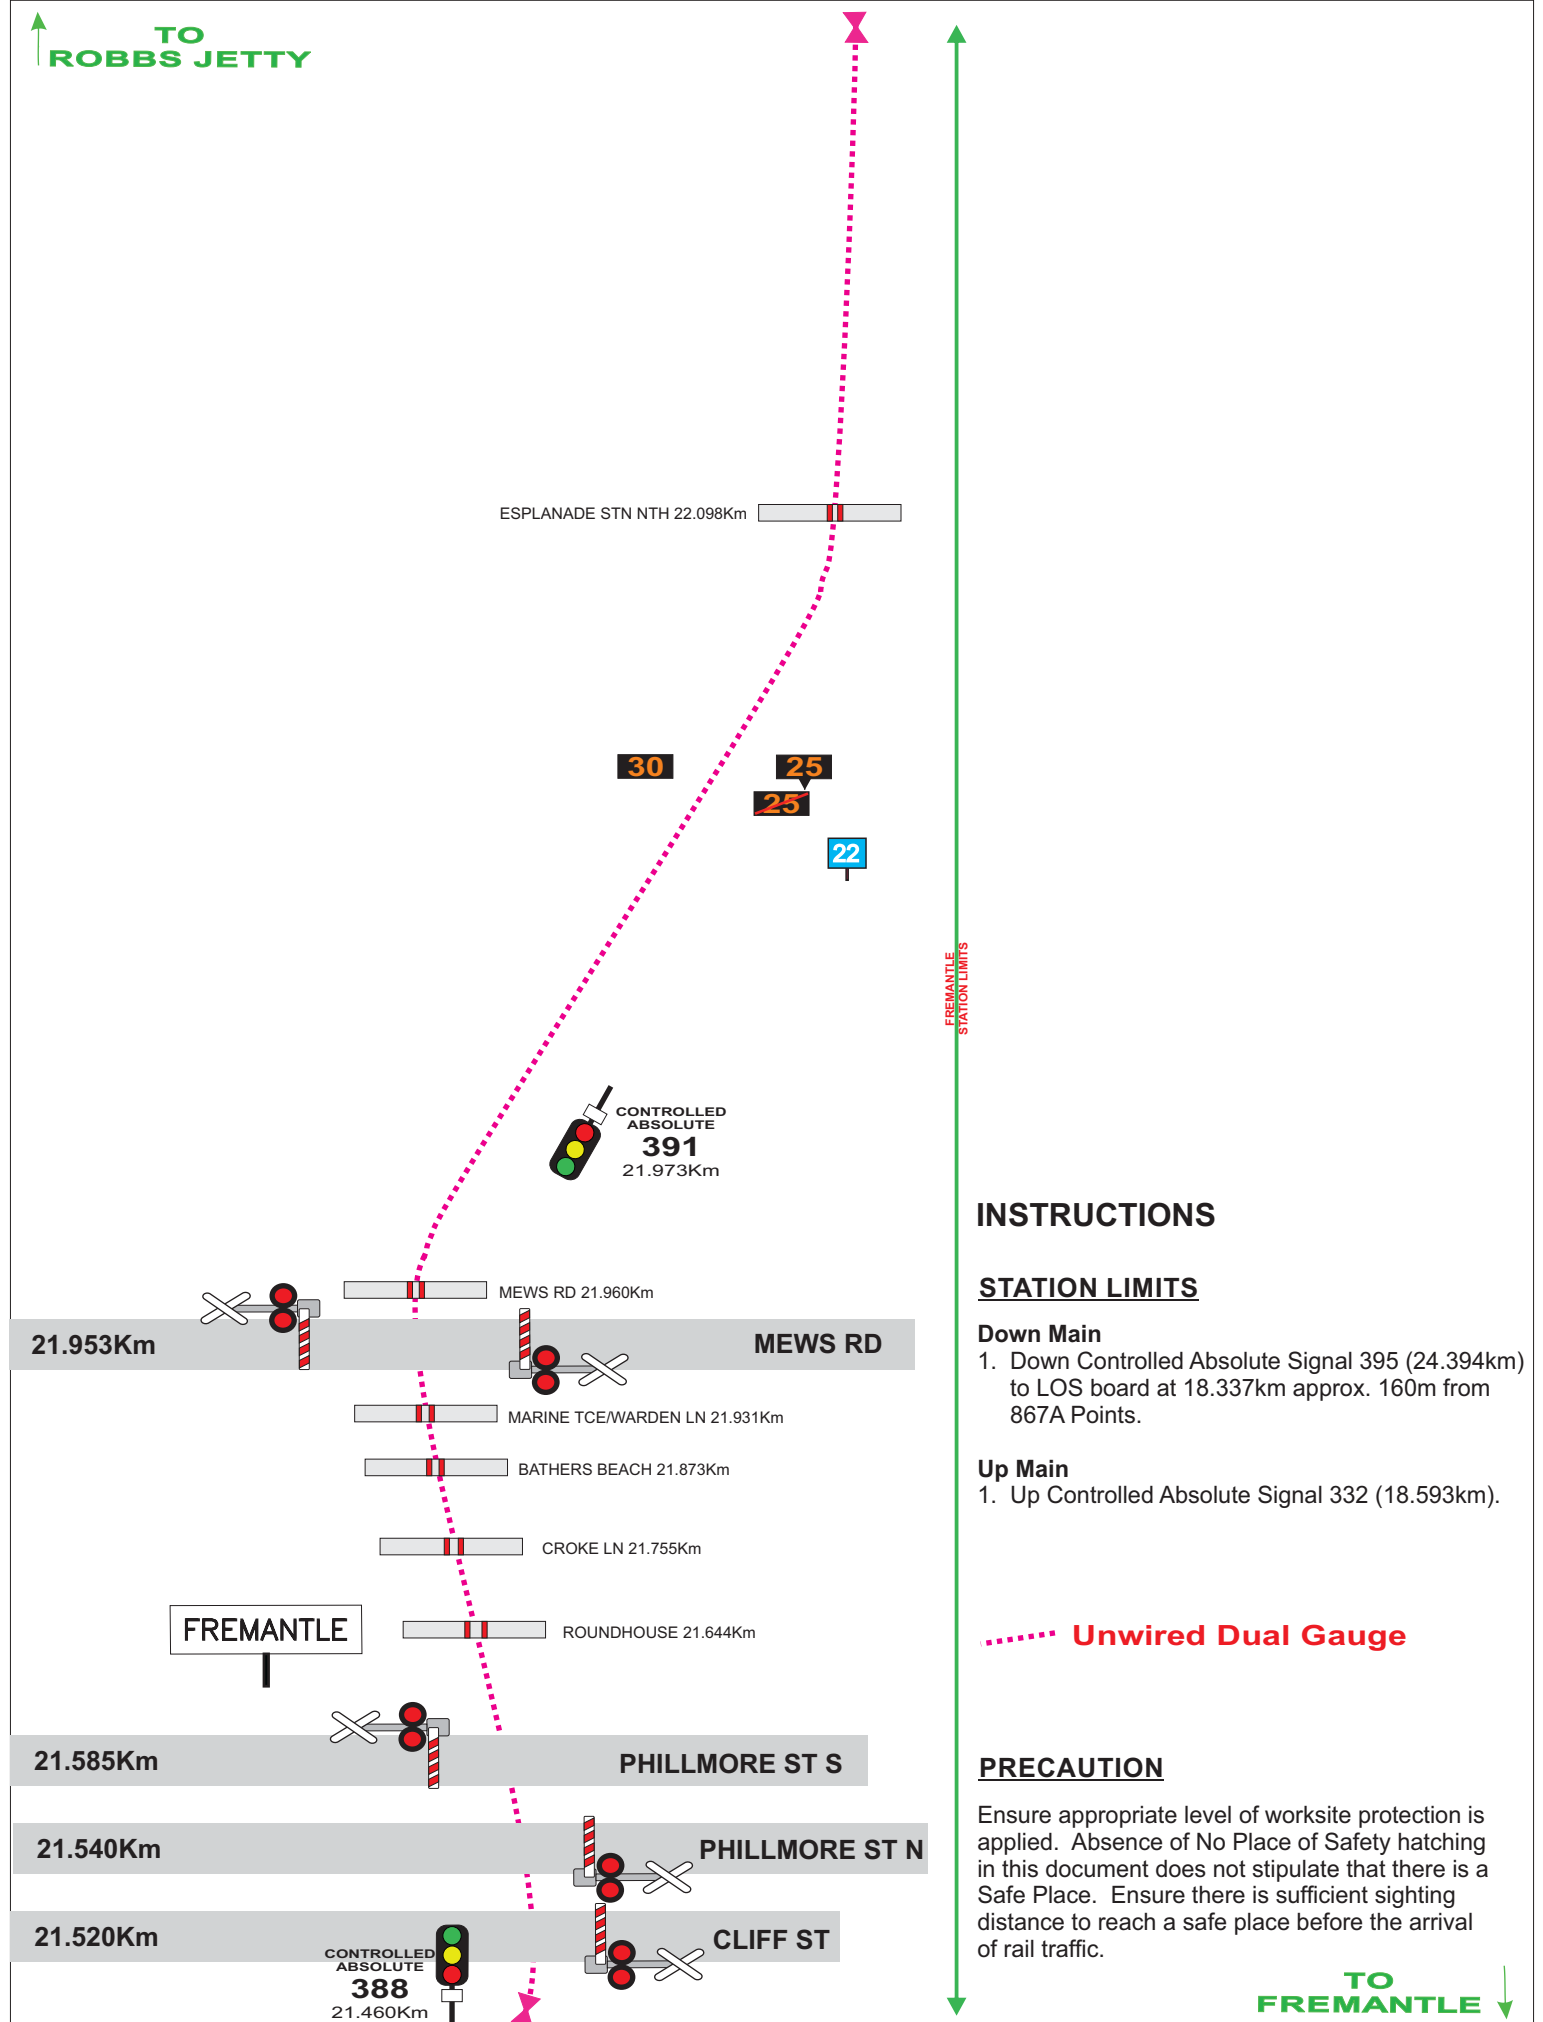 TO
ROBBS JETTY
ESPLANADE STN NTH 22.098Km
30
25
25
22
FREMANTLE
STATION LIMITS
CONTROLLED
ABSOLUTE
391
21.973Km
MEWS RD 21.960Km
21.953Km
MEWS RD
MARINE TCE/WARDEN LN 21.931Km
BATHERS BEACH 21.873Km
CROKE LN 21.755Km
FREMANTLE
ROUNDHOUSE 21.644Km
21.585Km
PHILLMORE ST S
21.540Km
PHILLMORE ST N
21.520Km
CLIFF ST
CONTROLLED
ABSOLUTE
388
21.460Km
INSTRUCTIONS
STATION LIMITS
Down Main
1. Down Controlled Absolute Signal 395 (24.394km)
to LOS board at 18.337km approx. 160m from
867A Points.
Up Main
1. Up Controlled Absolute Signal 332 (18.593km).
Unwired Dual Gauge
PRECAUTION
Ensure appropriate level of worksite protection is
applied. Absence of No Place of Safety hatching
in this document does not stipulate that there is a
Safe Place. Ensure there is sufficient sighting
distance to reach a safe place before the arrival
of rail traffic.
TO
FREMANTLE